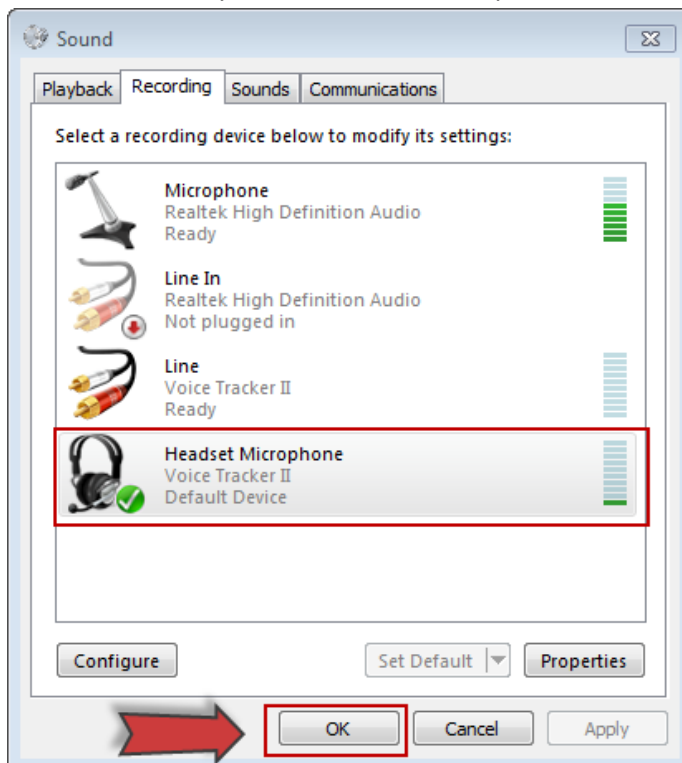 Sound
Playback Recording Sounds Communications
Select a recording device below to modify its settings:
Microphone
Realtek High Definition Audio
Ready
Line In
Realtek High Definition Audio
Not plugged in
Line
Voice Tracker II
Ready
Headset Microphone
Voice Tracker II
Default Device
Configure Set Default Properties
OK Cancel Apply